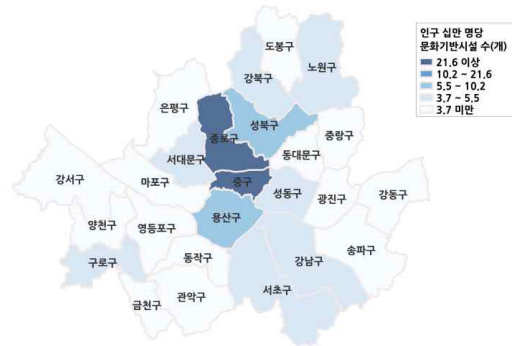 인구 십만 명당
문화기반시설 수(개)
21.6 이상
10.2 ~ 21.6
5.5 ~ 10.2
3.7 ~ 5.5
3.7 미만
도봉구
노원구
강북구
은평구
성북구
종로구
중랑구
서대문구
동대문구
강서구
마포구
중구
성동구
광진구
강동구
양천구
영등포구
용산구
송파구
구로구
동작구
강남구
서초구
금천구
관악구